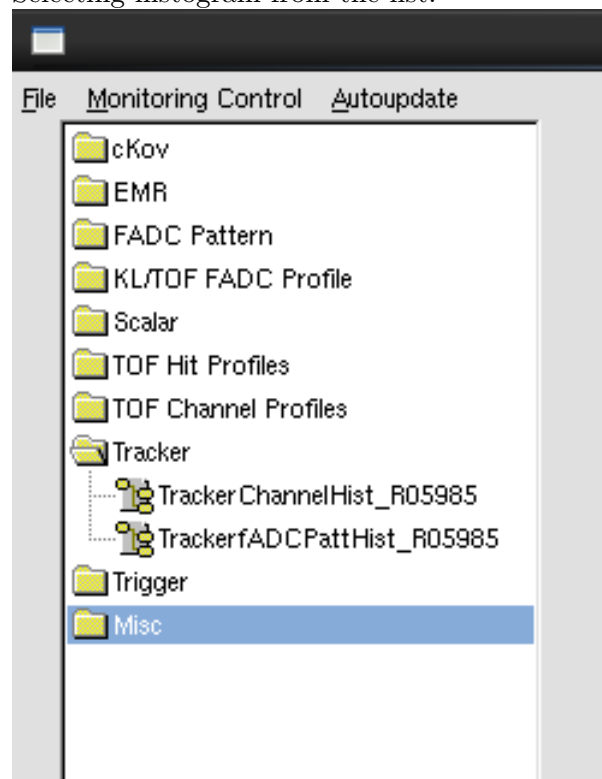 Selecting histogram from the list:
File Monitoring Control Autoupdate
cKov
EMR
FADC Pattern
KL/TOF FADC Profile
Scalar
TOF Hit Profiles
TOF Channel Profiles
Tracker
TrackerChannelHist_R05985
TrackerfADCPattHist_R05985
Trigger
Misc